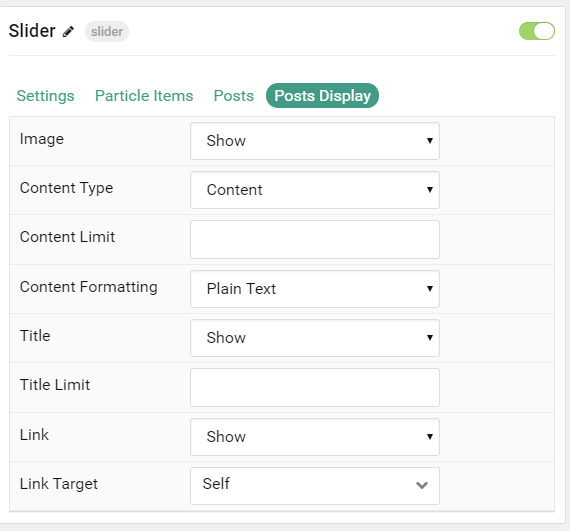 Slider slider
Settings Particle Items Posts Posts Display
Image Show
Content Type Content
Content Limit
Content Formatting Plain Text
Title Show
Title Limit
Link Show
Link Target Self